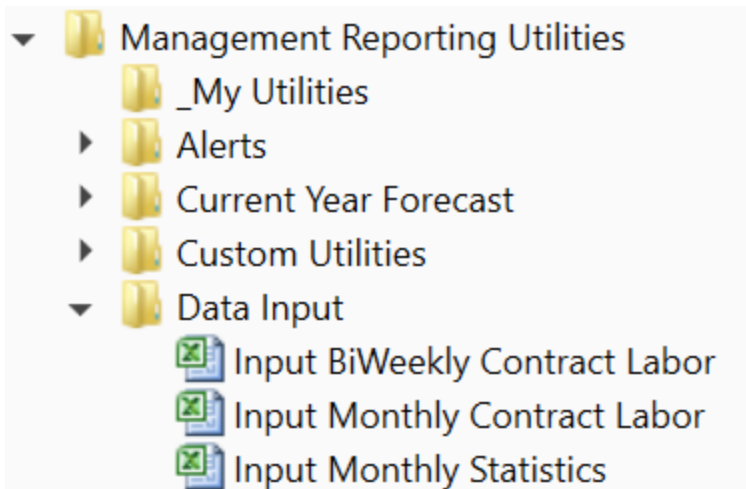 Management Reporting Utilities
_My Utilities
Alerts
Current Year Forecast
Custom Utilities
Data Input
Input BiWeekly Contract Labor
Input Monthly Contract Labor
Input Monthly Statistics